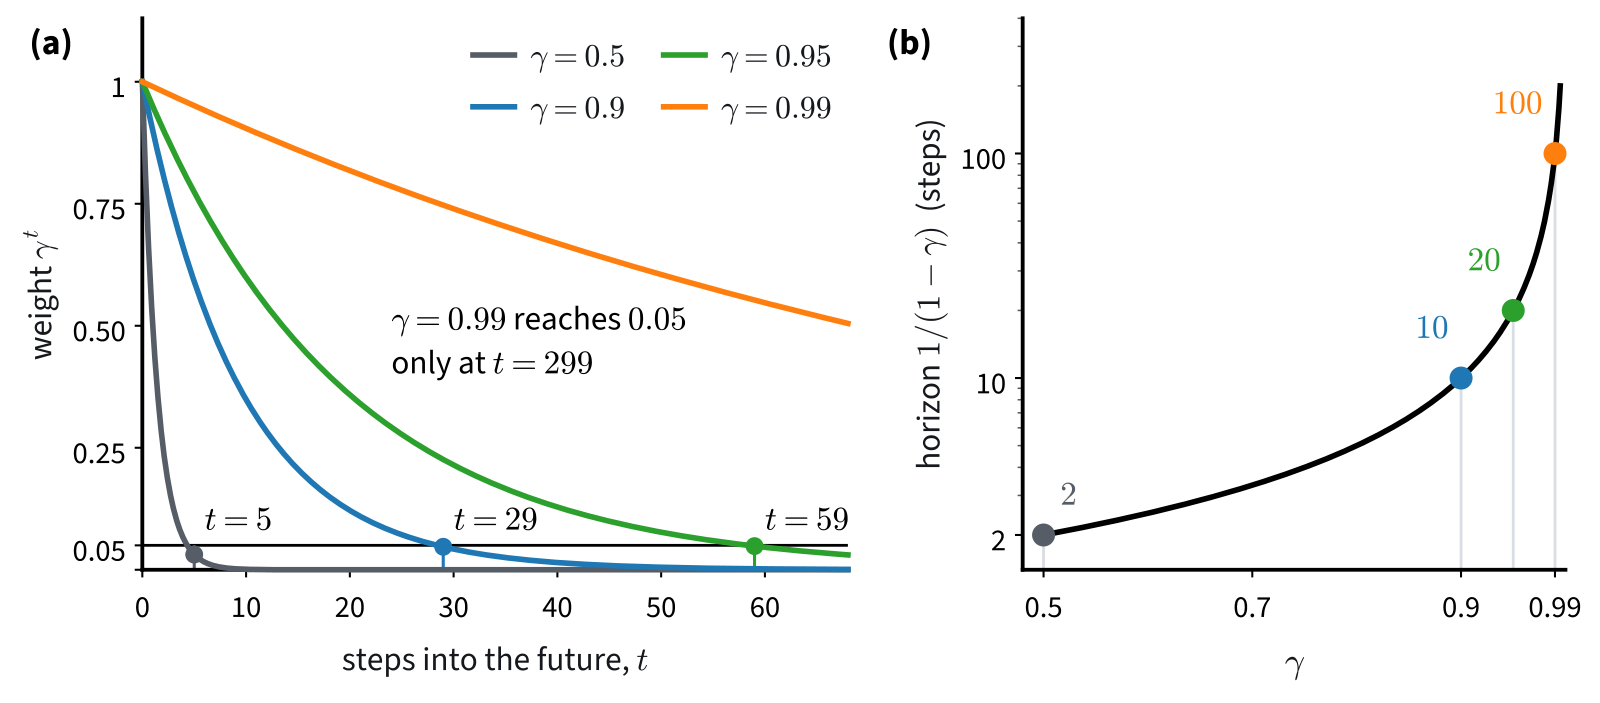 (a)
γ = 0.5
γ = 0.95
γ = 0.9
γ = 0.99
weight γ^t
1
0.75
0.50
0.25
0.05
γ = 0.99 reaches 0.05
only at t = 299
t = 5
t = 29
t = 59
0 10 20 30 40 50 60
steps into the future, t
(b)
horizon 1/(1 − γ) (steps)
100
10
2
100
20
10
2
0.5 0.7 0.9 0.99
γ